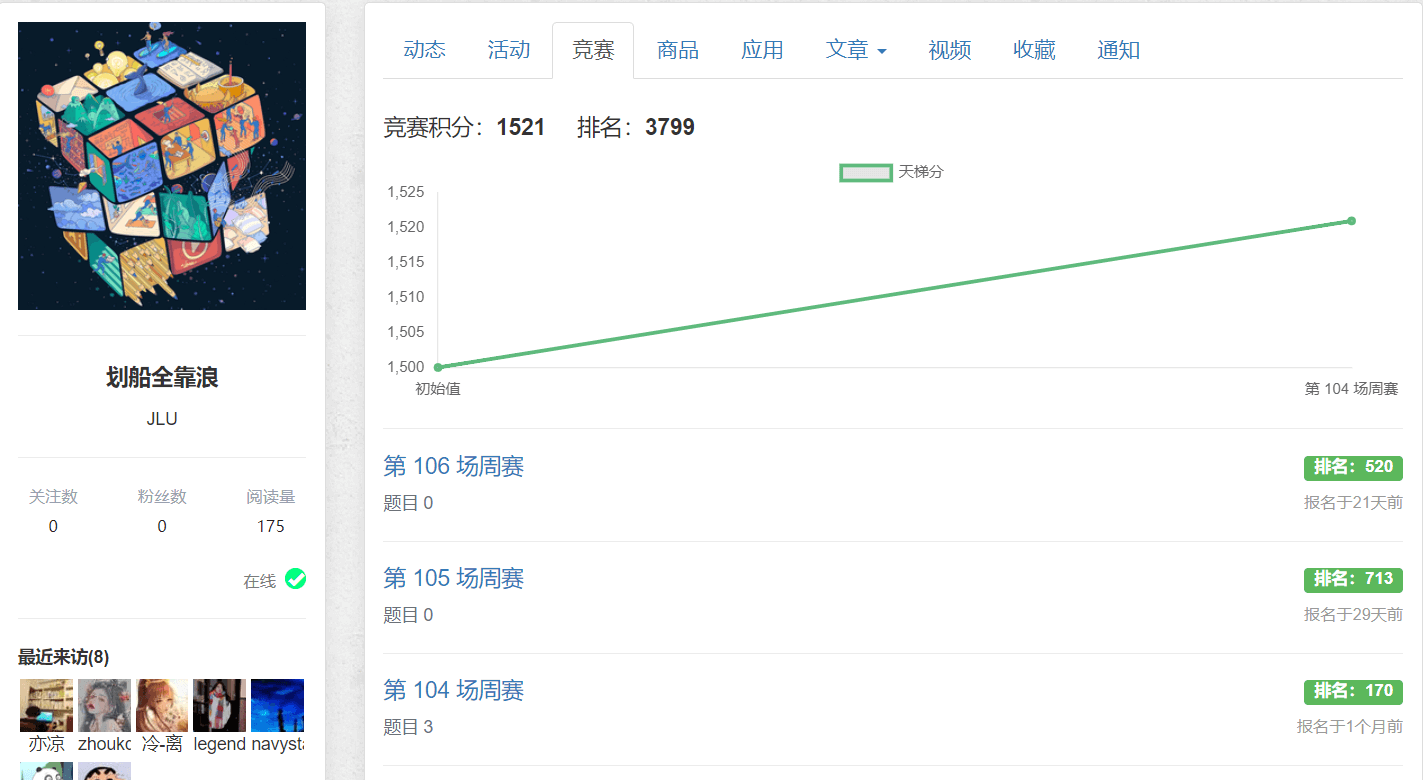 动态 活动 竞赛 商品 应用 文章 视频 收藏 通知
竞赛积分：1521 排名：3799
天梯分
1,525
1,520
1,515
1,510
1,505
1,500
初始值 第 104 场周赛
第 106 场周赛 排名：520
题目 0 报名于21天前
第 105 场周赛 排名：713
题目 0 报名于29天前
第 104 场周赛 排名：170
题目 3 报名于1个月前
划船全靠浪
JLU
关注数 粉丝数 阅读量
0 0 175
在线
最近来访(8)
亦凉 zhoukc 冷-离 legend navysta